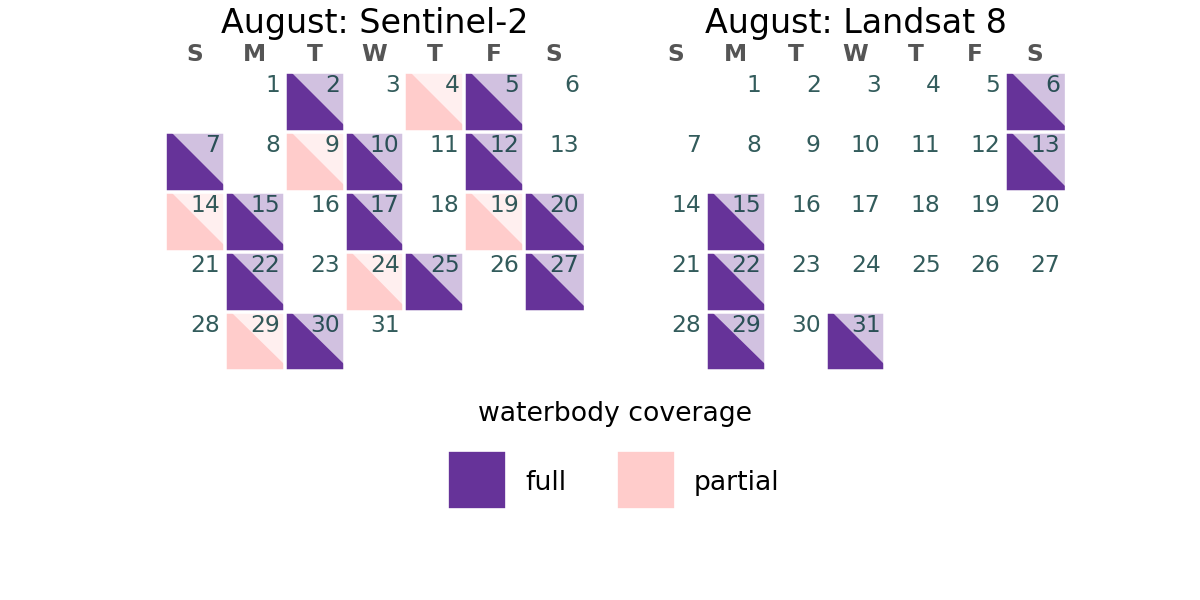 August: Sentinel-2
S M T W T F S
1 2 3 4 5 6
7 8 9 10 11 12 13
14 15 16 17 18 19 20
21 22 23 24 25 26 27
28 29 30 31
August: Landsat 8
S M T W T F S
1 2 3 4 5 6
7 8 9 10 11 12 13
14 15 16 17 18 19 20
21 22 23 24 25 26 27
28 29 30 31
waterbody coverage
full
partial